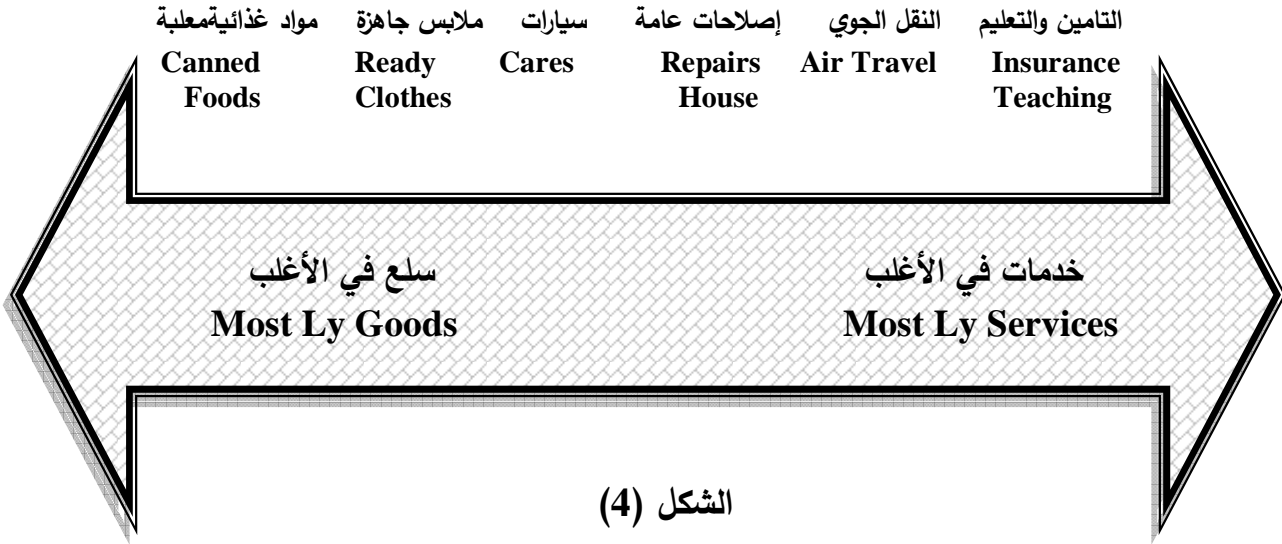 التامين والتعليم النقل الجوي إصلاحات عامة سيارات ملابس جاهزة مواد غذائيةمعلبة
Canned Ready Cares Repairs Air Travel Insurance
Foods Clothes House Teaching
سلع في الأغلب خدمات في الأغلب
Most Ly Goods Most Ly Services
الشكل (4)